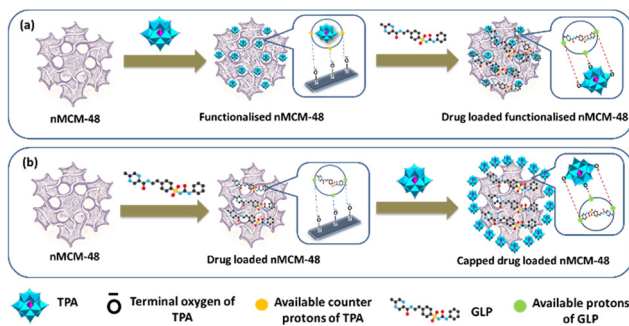 (a)
nMCM-48
Functionalised nMCM-48
Drug loaded functionalised nMCM-48
(b)
nMCM-48
Drug loaded nMCM-48
Capped drug loaded nMCM-48
TPA
Ō Terminal oxygen of
TPA
Available counter
protons of TPA
GLP
Available protons
of GLP